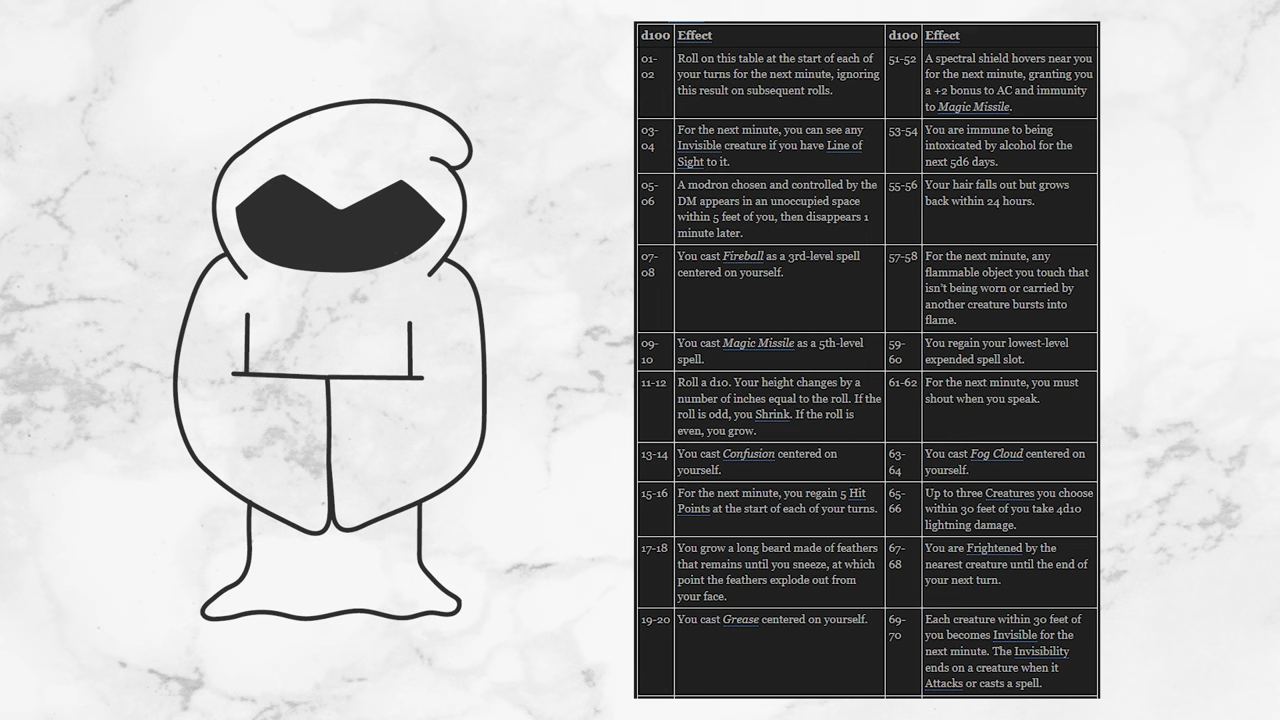 d100 Effect d100 Effect
01-
02
Roll on this table at the start of each of
your turns for the next minute, ignoring
this result on subsequent rolls.
51-52
A spectral shield hovers near you
for the next minute, granting you
a +2 bonus to AC and immunity
to Magic Missile.
03-
04
For the next minute, you can see any
Invisible creature if you have Line of
Sight to it.
53-54
You are immune to being
intoxicated by alcohol for the
next 5d6 days.
05-
06
A modron chosen and controlled by the
DM appears in an unoccupied space
within 5 feet of you, then disappears 1
minute later.
55-56
Your hair falls out but grows
back within 24 hours.
07-
08
You cast Fireball as a 3rd-level spell
centered on yourself.
57-58
For the next minute, any
flammable object you touch that
isn't being worn or carried by
another creature bursts into
flame.
09-
10
You cast Magic Missile as a 5th-level
spell.
59-
60
You regain your lowest-level
expended spell slot.
11-12
Roll a d10. Your height changes by a
number of inches equal to the roll. If the
roll is odd, you Shrink. If the roll is
even, you grow.
61-62
For the next minute, you must
shout when you speak.
13-14
You cast Confusion centered on
yourself.
63-
64
You cast Fog Cloud centered on
yourself.
15-16
For the next minute, you regain 5 Hit
Points at the start of each of your turns.
65-
66
Up to three Creatures you choose
within 30 feet of you take 4d10
lightning damage.
17-18
You grow a long beard made of feathers
that remains until you sneeze, at which
point the feathers explode out from
your face.
67-
68
You are Frightened by the
nearest creature until the end of
your next turn.
19-20
You cast Grease centered on yourself.
69-
70
Each creature within 30 feet of
you becomes Invisible for the
next minute. The Invisibility
ends on a creature when it
Attacks or casts a spell.